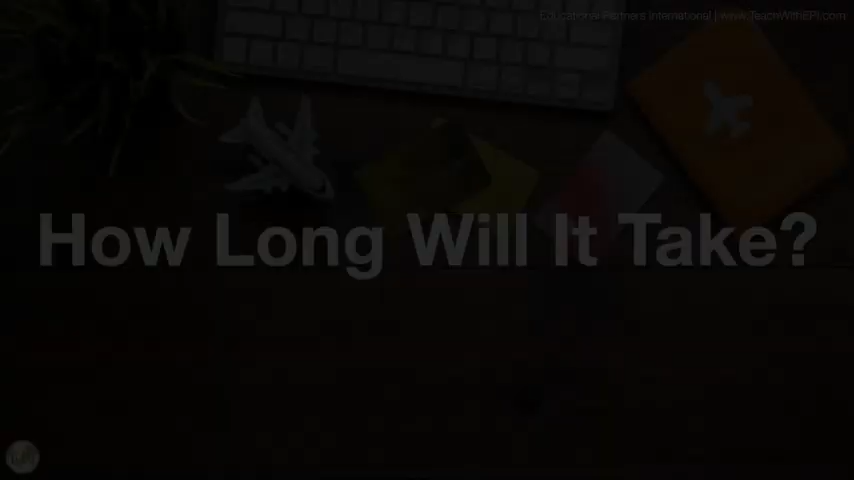 Educational Partners International | www.TeachWithEPI.com
How Long Will It Take?